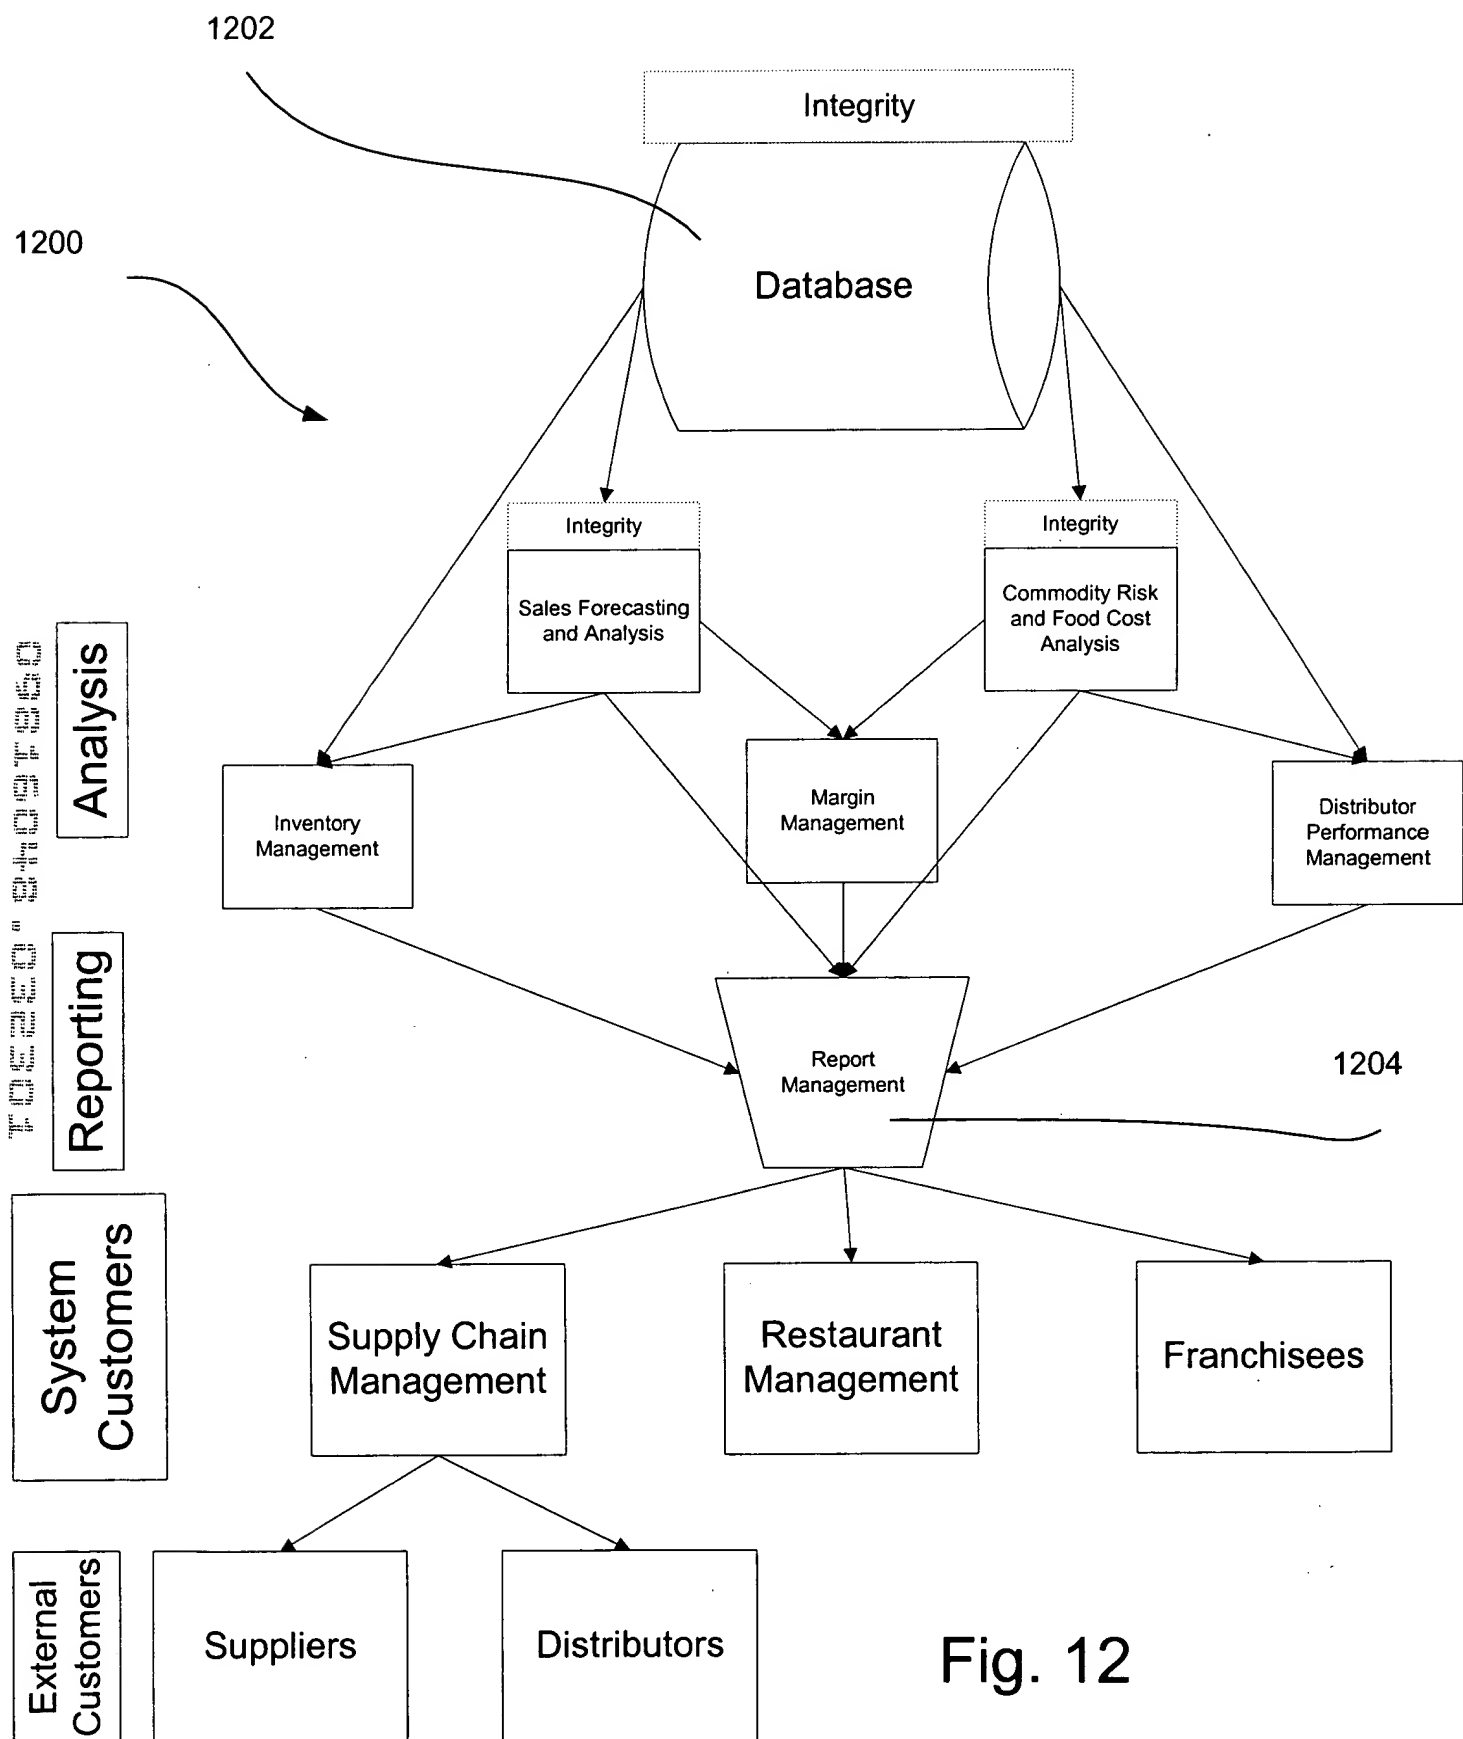 1202
Integrity
1200
Database
Integrity
Integrity
Sales Forecasting
and Analysis
Commodity Risk
and Food Cost
Analysis
Analysis
Inventory
Management
Margin
Management
Distributor
Performance
Management
Reporting
Report
Management
1204
System
Customers
Supply Chain
Management
Restaurant
Management
Franchisees
External
Customers
Suppliers
Distributors
Fig. 12